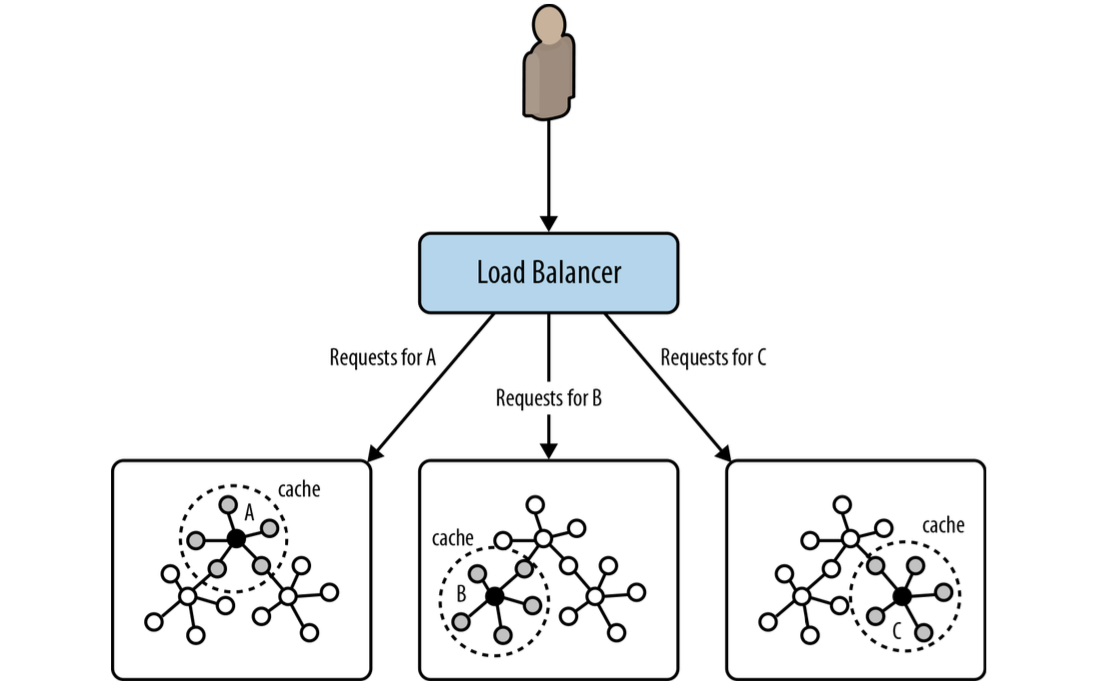 Load Balancer
Requests for A
Requests for B
Requests for C
cache
A
cache
B
cache
C